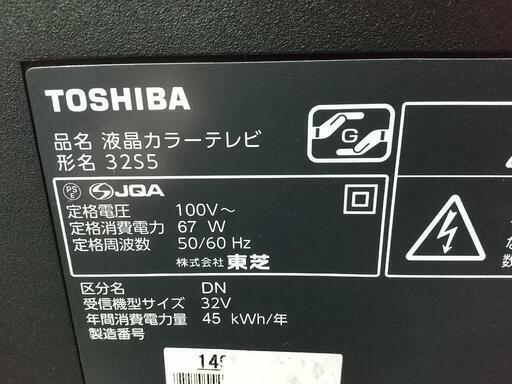 TOSHIBA
品名 液晶カラーテレビ
形名 32S5
G
PS
E
JQA
定格電圧 100V～
定格消費電力 67 W
定格周波数 50/60 Hz
株式会社 東芝
区分名 DN
受信機型サイズ 32V
年間消費電力量 45 kWh/年
製造番号